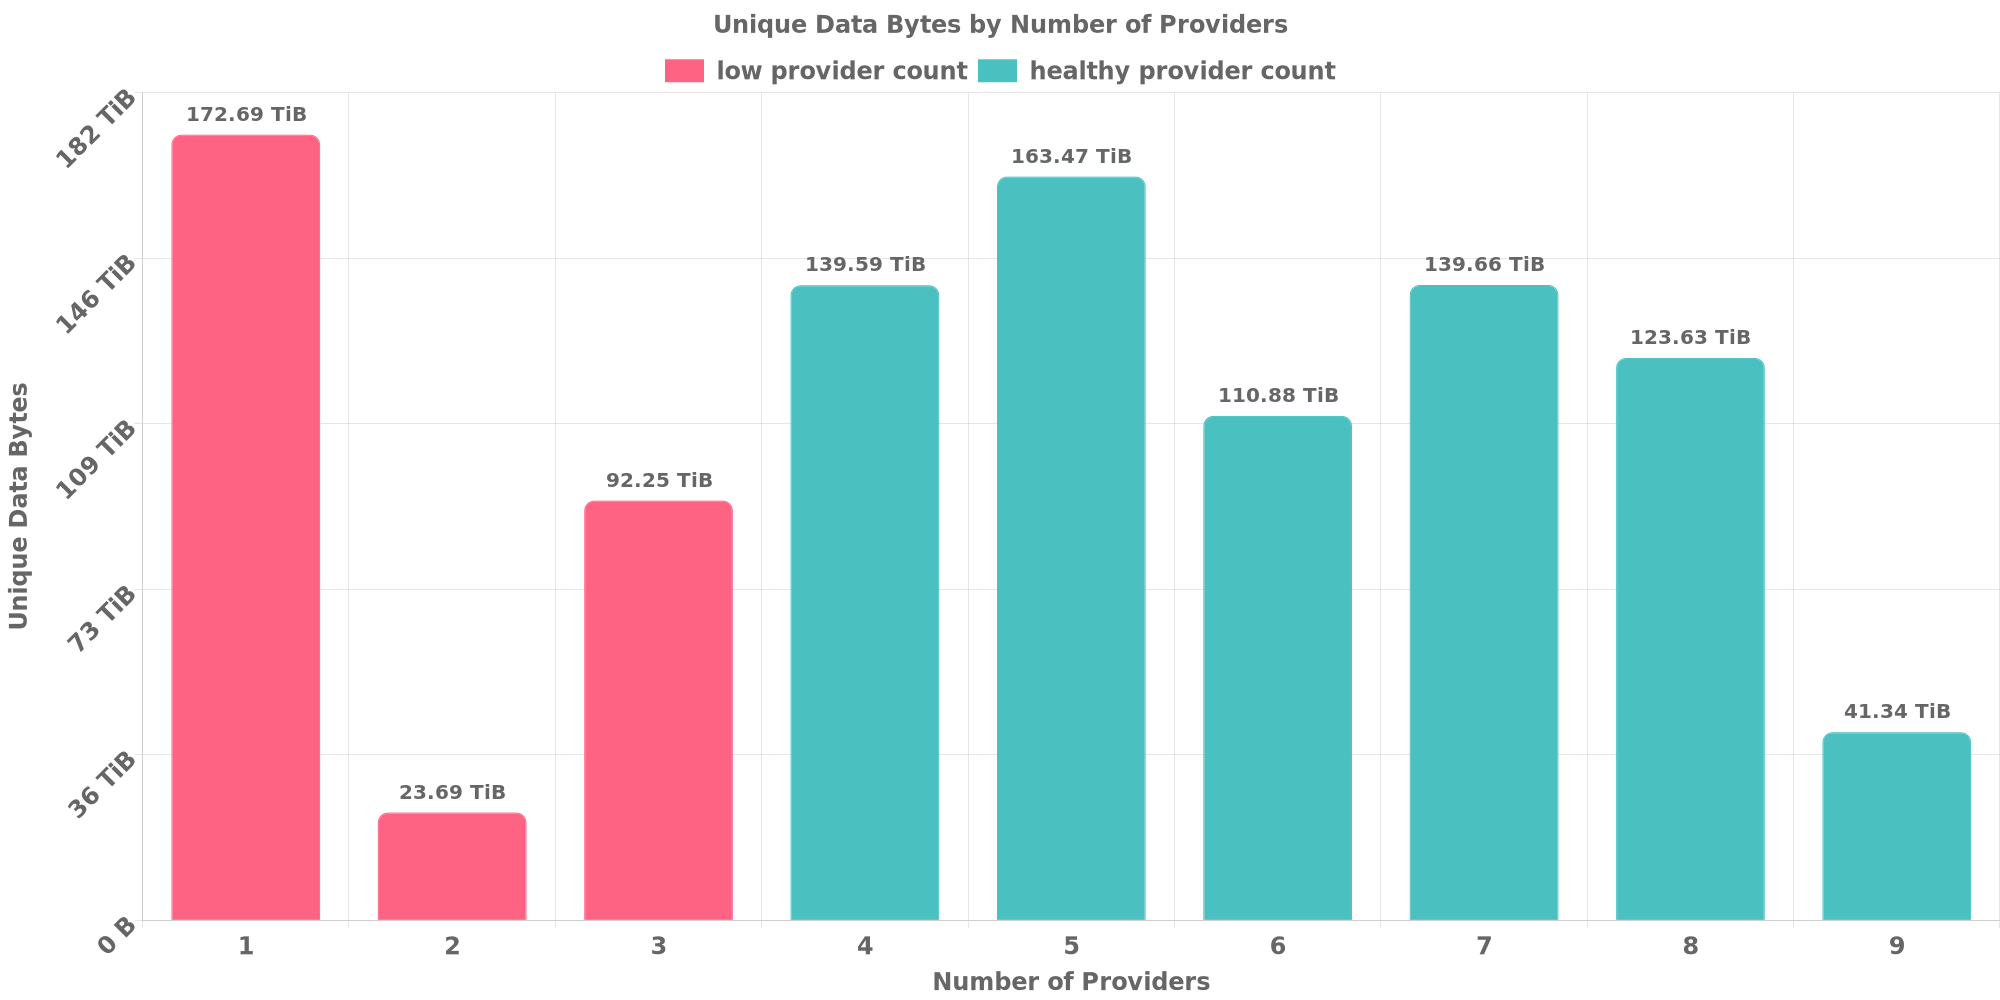 Unique Data Bytes by Number of Providers
low provider count healthy provider count
182 TiB
146 TiB
109 TiB
73 TiB
36 TiB
0 B
Unique Data Bytes
172.69 TiB
23.69 TiB
92.25 TiB
139.59 TiB
163.47 TiB
110.88 TiB
139.66 TiB
123.63 TiB
41.34 TiB
1 2 3 4 5 6 7 8 9
Number of Providers